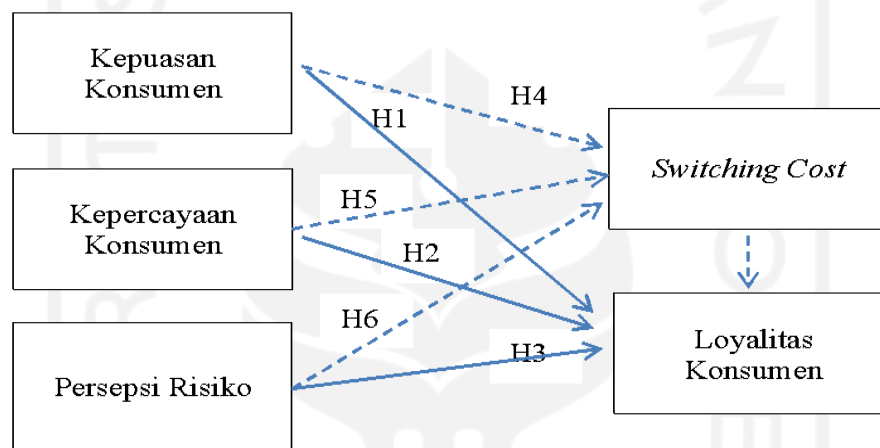 Kepuasan
Konsumen
H4
H1
Switching Cost
Kepercayaan
Konsumen
H5
H2
H6
H3
Persepsi Risiko
Loyalitas
Konsumen